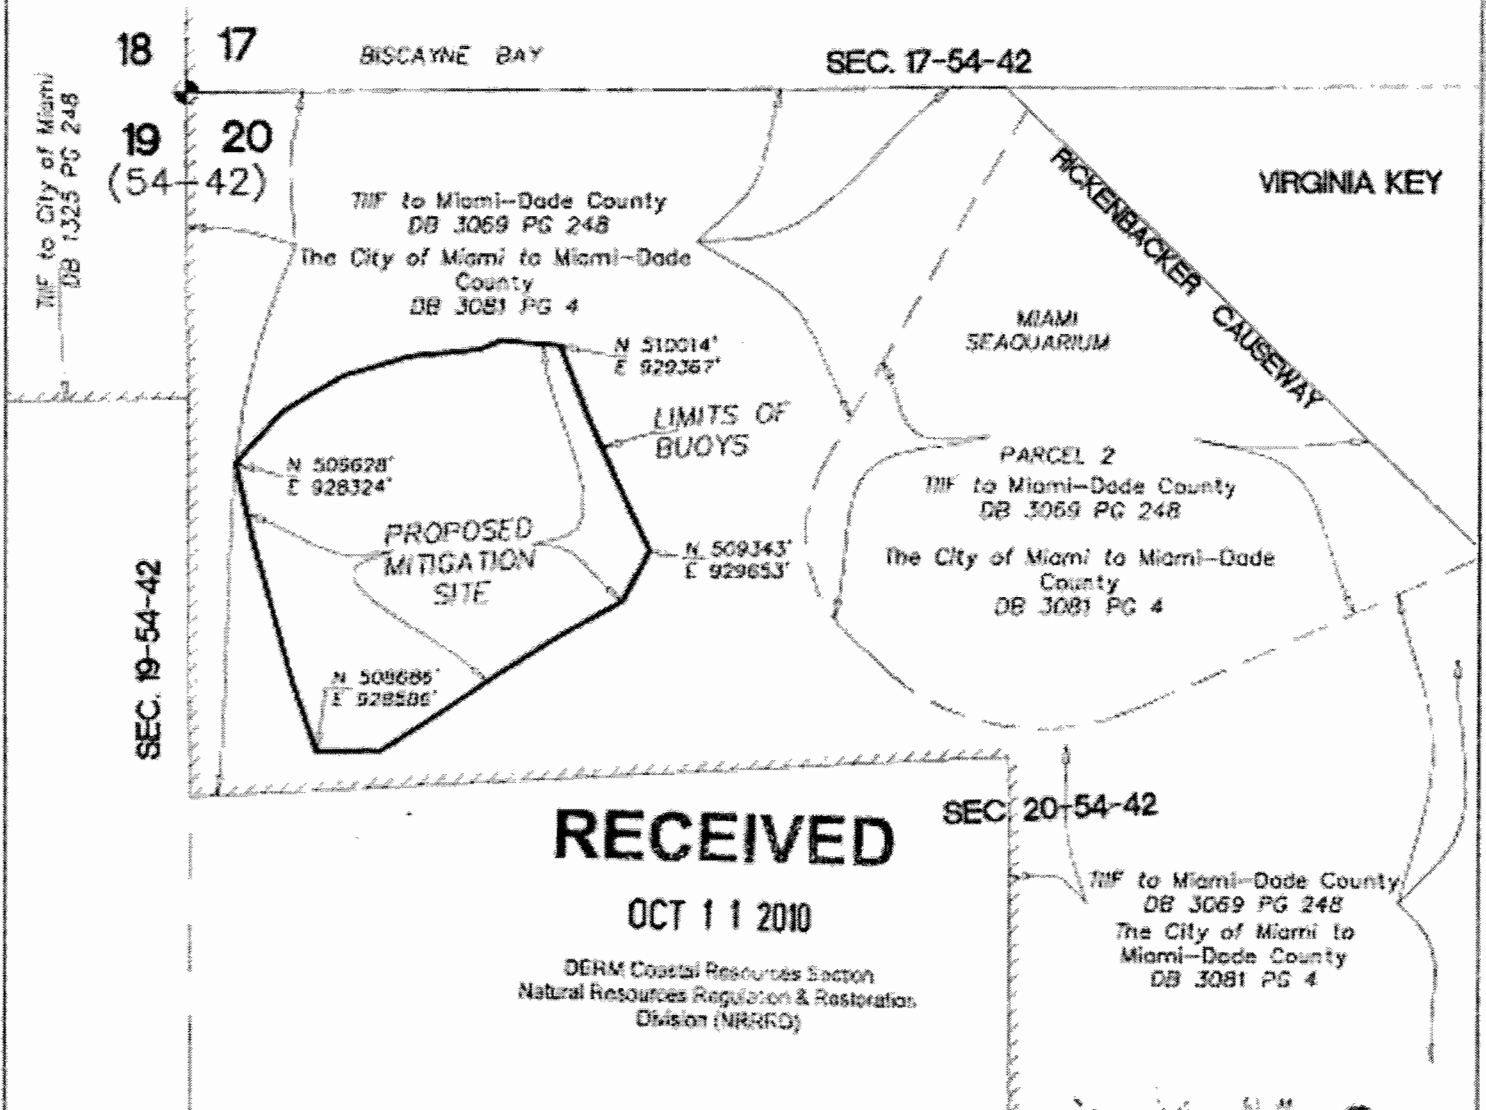 18
17
BISCAYNE BAY
SEC. 17-54-42
TIIF to City of Miami
DB 1325 PG 248
19
20
(54-42)
TIIF to Miami-Dade County
DB 3069 PG 248
The City of Miami to Miami-Dade
County
DB 3081 PG 4
RICKENBACKER CAUSEWAY
VIRGINIA KEY
MIAMI
SEAQUARIUM
N 510014'
E 929367'
LIMITS OF
BUOYS
N 509628'
E 928324'
PARCEL 2
TIIF to Miami-Dade County
DB 3069 PG 248
The City of Miami to Miami-Dade
County
DB 3081 PG 4
PROPOSED
MITIGATION
SITE
N 509343'
E 929653'
SEC. 19-54-42
N 508686'
E 928586'
SEC. 20-54-42
RECEIVED
OCT 11 2010
DERM Coastal Resources Section
Natural Resources Regulation & Restoration
Division (NRRRD)
TIIF to Miami-Dade County
DB 3069 PG 248
The City of Miami to
Miami-Dade County
DB 3081 PG 4